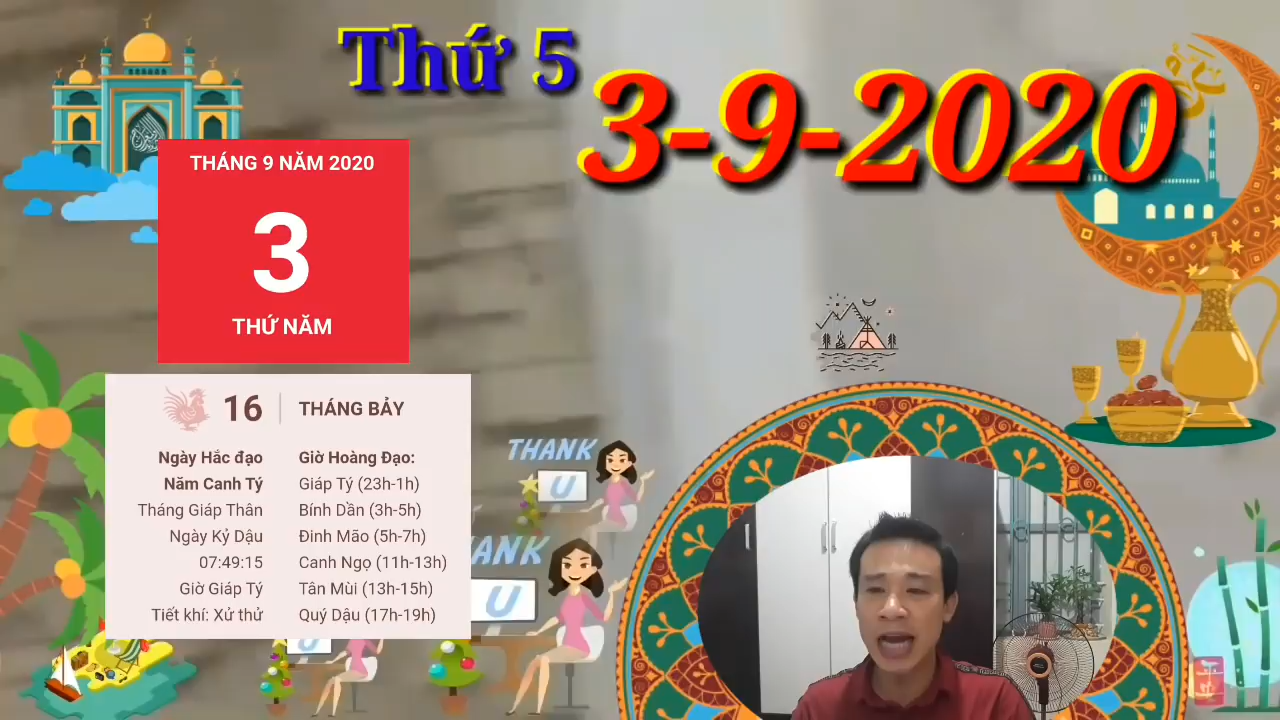 Thứ 5
3-9-2020
THÁNG 9 NĂM 2020
3
THỨ NĂM
16
THÁNG BẢY
Ngày Hắc đạo
Năm Canh Tý
Tháng Giáp Thân
Ngày Kỷ Dậu
07:49:15
Giờ Giáp Tý
Tiết khí: Xử thử
Giờ Hoàng Đạo:
Giáp Tý (23h-1h)
Bính Dần (3h-5h)
Đinh Mão (5h-7h)
Canh Ngọ (11h-13h)
Tân Mùi (13h-15h)
Quý Dậu (17h-19h)
THANK
U
ANK
U
U